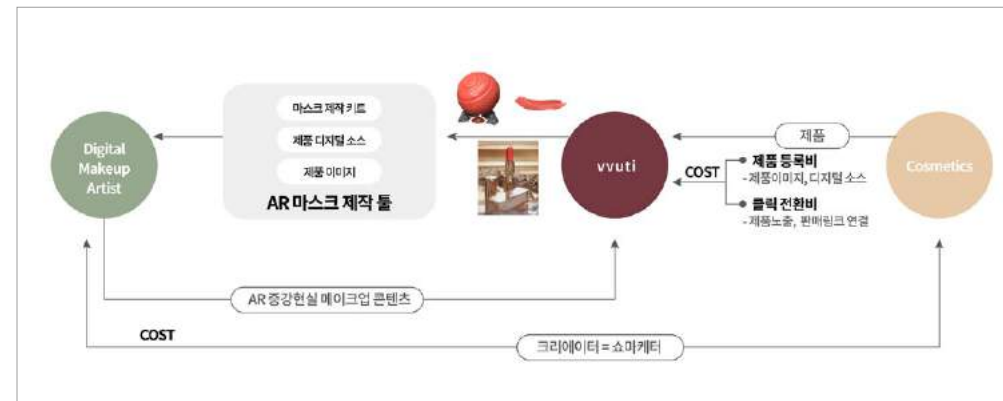 Digital
Makeup
Artist
마스크 제작 키트
제품 디지털 소스
제품 이미지
AR 마스크 제작 툴
vvuti
제품
COST
제품 등록비
- 제품이미지, 디지털 소스
클릭 전환비
- 제품노출, 판매링크 연결
Cosmetics
AR 증강현실 메이크업 콘텐츠
COST
크리에이터 = 쇼마케터